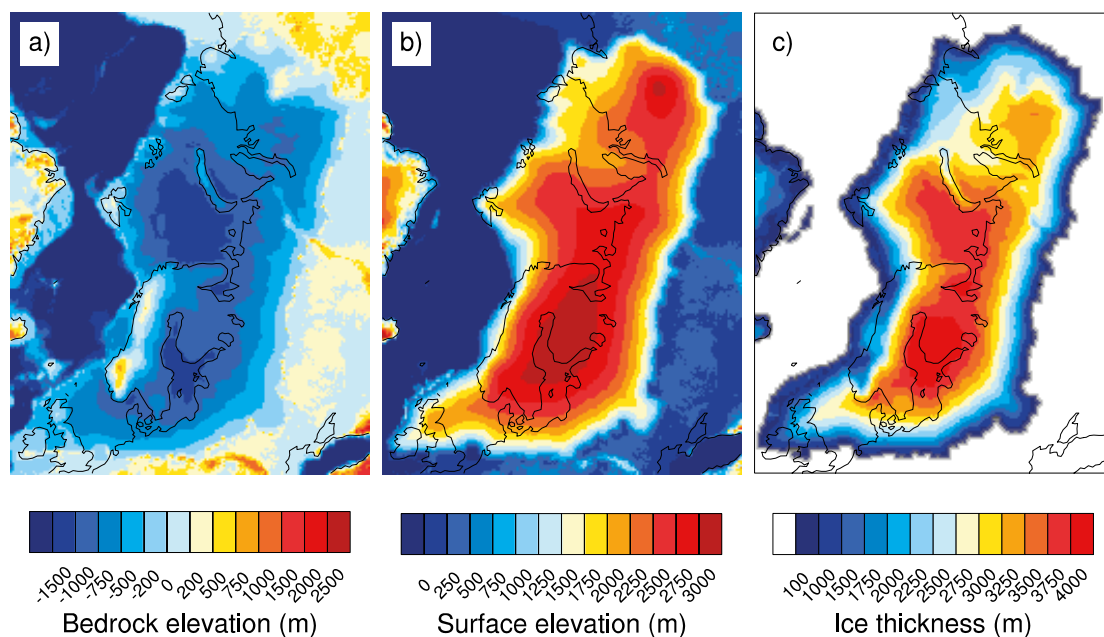 a)
b)
c)
-1500 -1000 -750 -500 -200 0 200 500 750 1000 1500 2000 2500
Bedrock elevation (m)
0 250 500 750 1000 1250 1500 1750 2000 2250 2500 2750 3000
Surface elevation (m)
100 1000 1500 1750 2000 2250 2500 2750 3000 3250 3500 3750 4000
Ice thickness (m)